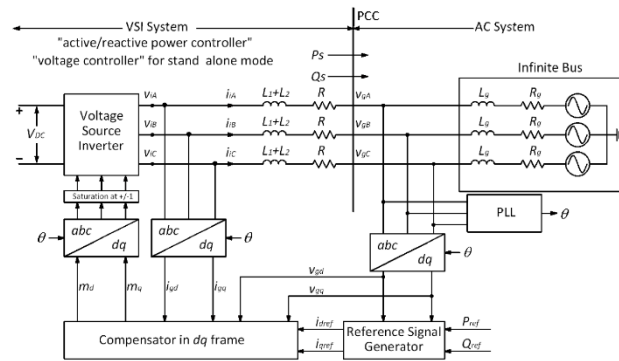 VSI System
PCC
AC System
"active/reactive power controller"
"voltage controller" for stand alone mode
Ps
Qs
Infinite Bus
viA
iiA
L1+L2
R
vgA
Lg
Rg
Voltage
Source
Inverter
VDC
viB
iiB
L1+L2
R
vgB
Lg
Rg
viC
iiC
L1+L2
R
vgC
Lg
Rg
Saturation at +/-1
PLL
θ
θ
abc
dq
abc
dq
θ
abc
dq
θ
md
mq
igd
igq
vgd
vgq
Compensator in dq frame
idref
iqref
Reference Signal
Generator
Pref
Qref